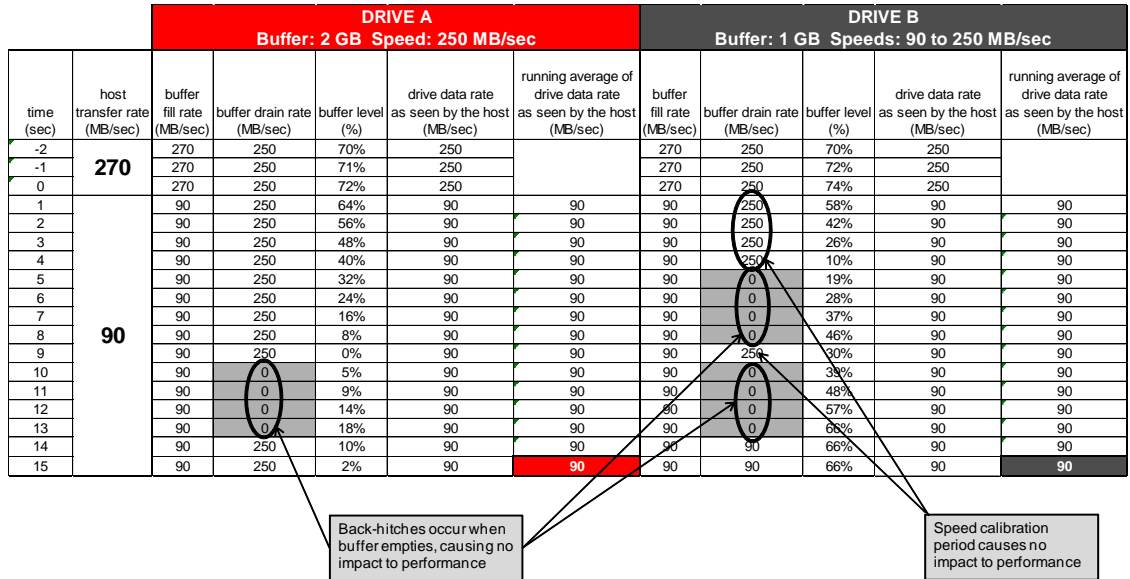 DRIVE A DRIVE B
Buffer: 2 GB Speed: 250 MB/sec Buffer: 1 GB Speeds: 90 to 250 MB/sec
running average of running average of
host buffer drive data rate drive data rate buffer drive data rate drive data rate
time transfer rate fill rate buffer drain rate buffer level as seen by the host as seen by the host fill rate buffer drain rate buffer level as seen by the host as seen by the host
(sec) (MB/sec) (MB/sec) (MB/sec) (%) (MB/sec) (MB/sec) (MB/sec) (MB/sec) (%) (MB/sec) (MB/sec)
-2 270 250 70% 250 270 250 70% 250
-1 270 270 250 71% 250 270 250 72% 250
0 270 250 72% 250 270 250 74% 250
1 90 250 64% 90 90 90 250 58% 90 90
2 90 250 56% 90 90 90 250 42% 90 90
3 90 250 48% 90 90 90 250 26% 90 90
4 90 250 40% 90 90 90 250 10% 90 90
5 90 250 32% 90 90 90 0 19% 90 90
6 90 250 24% 90 90 90 0 28% 90 90
7 90 250 16% 90 90 90 0 37% 90 90
8 90 90 250 8% 90 90 90 0 46% 90 90
9 90 250 0% 90 90 90 250 30% 90 90
10 90 0 5% 90 90 90 0 39% 90 90
11 90 0 9% 90 90 90 0 48% 90 90
12 90 0 14% 90 90 90 0 57% 90 90
13 90 0 18% 90 90 90 0 66% 90 90
14 90 250 10% 90 90 90 90 66% 90 90
15 90 250 2% 90 90 90 90 66% 90 90
Back-hitches occur when
buffer empties, causing no
impact to performance
Speed calibration
period causes no
impact to performance